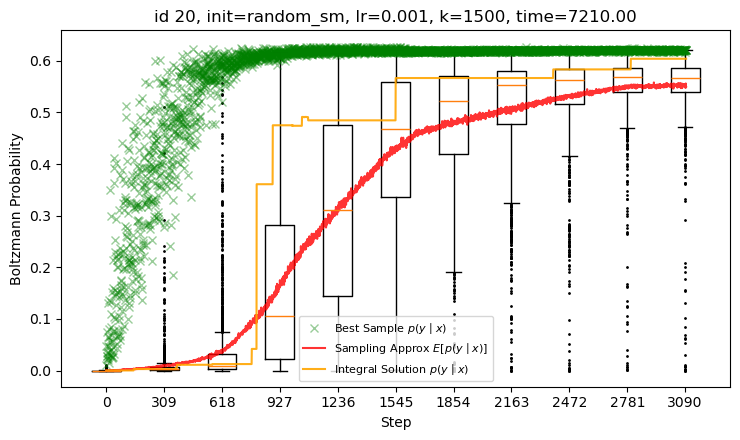 id 20, init=random_sm, lr=0.001, k=1500, time=7210.00
Boltzmann Probability
0.6
0.5
0.4
0.3
0.2
0.1
0.0
Best Sample p(y | x)
Sampling Approx E[p(y | x)]
Integral Solution p(y | x)
0 309 618 927 1236 1545 1854 2163 2472 2781 3090
Step